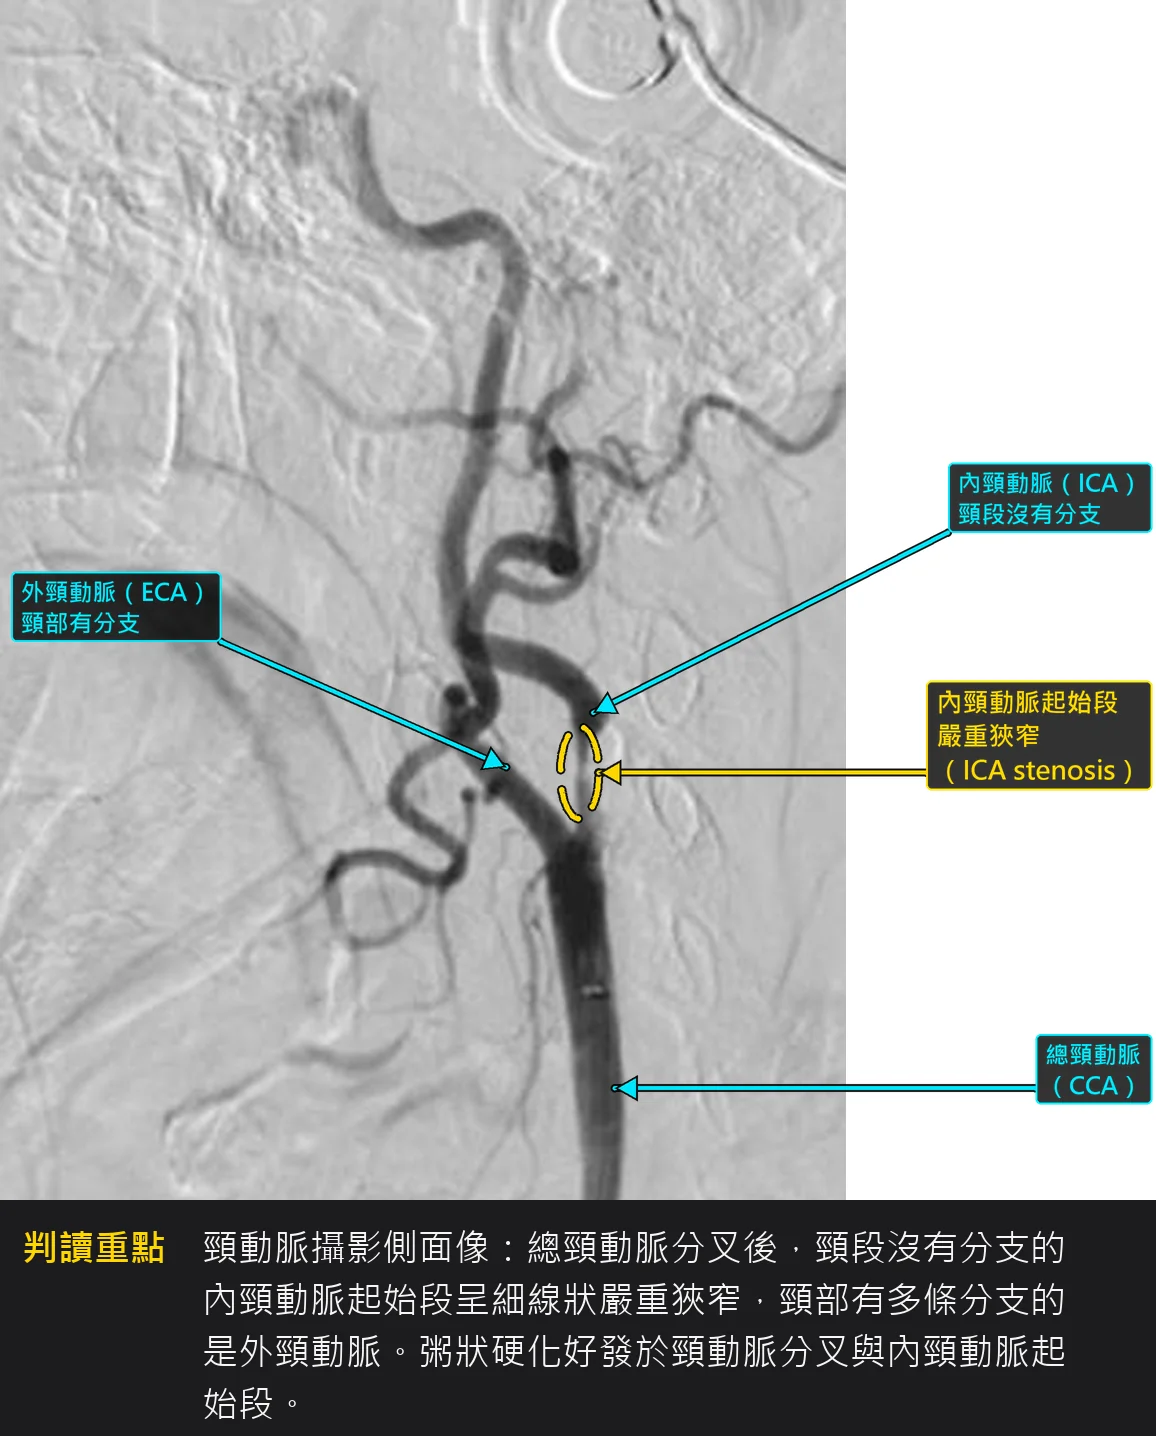 內頸動脈（ICA）
頸段沒有分支
外頸動脈（ECA）
頸部有分支
內頸動脈起始段
嚴重狹窄
（ICA stenosis）
總頸動脈
（CCA）
判讀重點
頸動脈攝影側面像：總頸動脈分叉後，頸段沒有分支的
內頸動脈起始段呈細線狀嚴重狹窄，頸部有多條分支的
是外頸動脈。粥狀硬化好發於頸動脈分叉與內頸動脈起
始段。